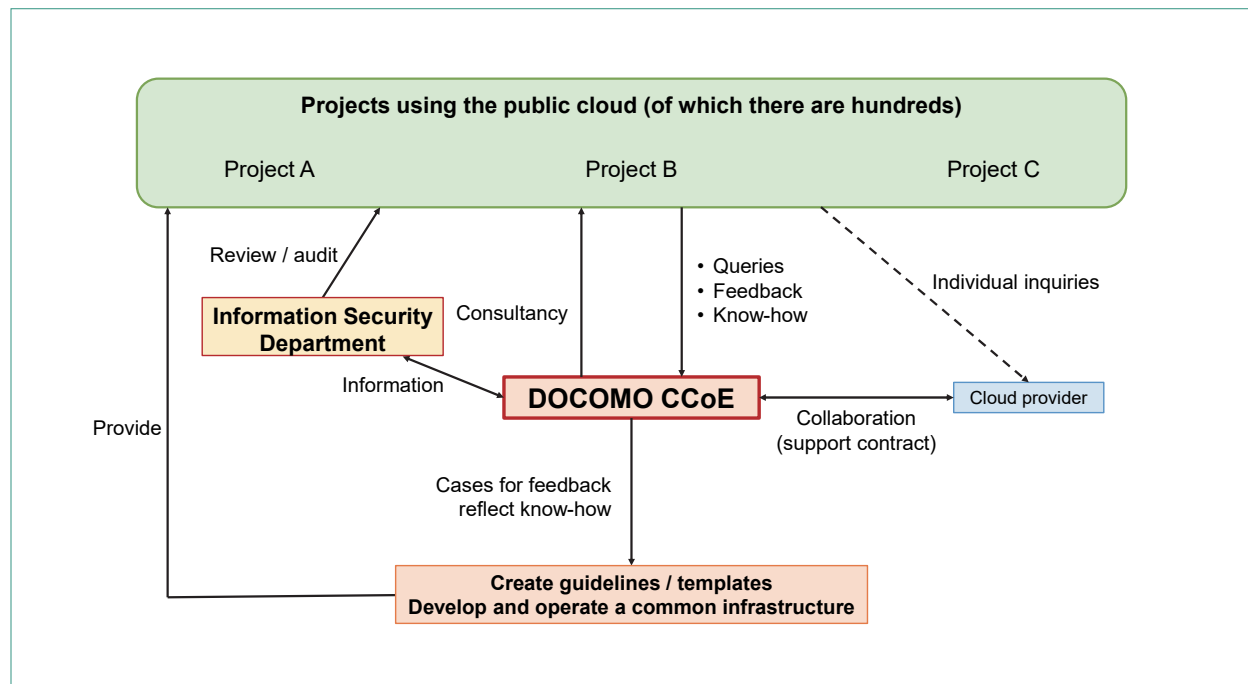 Projects using the public cloud (of which there are hundreds)
Project A
Project B
Project C
Review / audit
• Queries
• Feedback
• Know-how
Individual inquiries
Information Security
Department
Consultancy
Information
DOCOMO CCoE
Cloud provider
Collaboration
(support contract)
Provide
Cases for feedback
reflect know-how
Create guidelines / templates
Develop and operate a common infrastructure